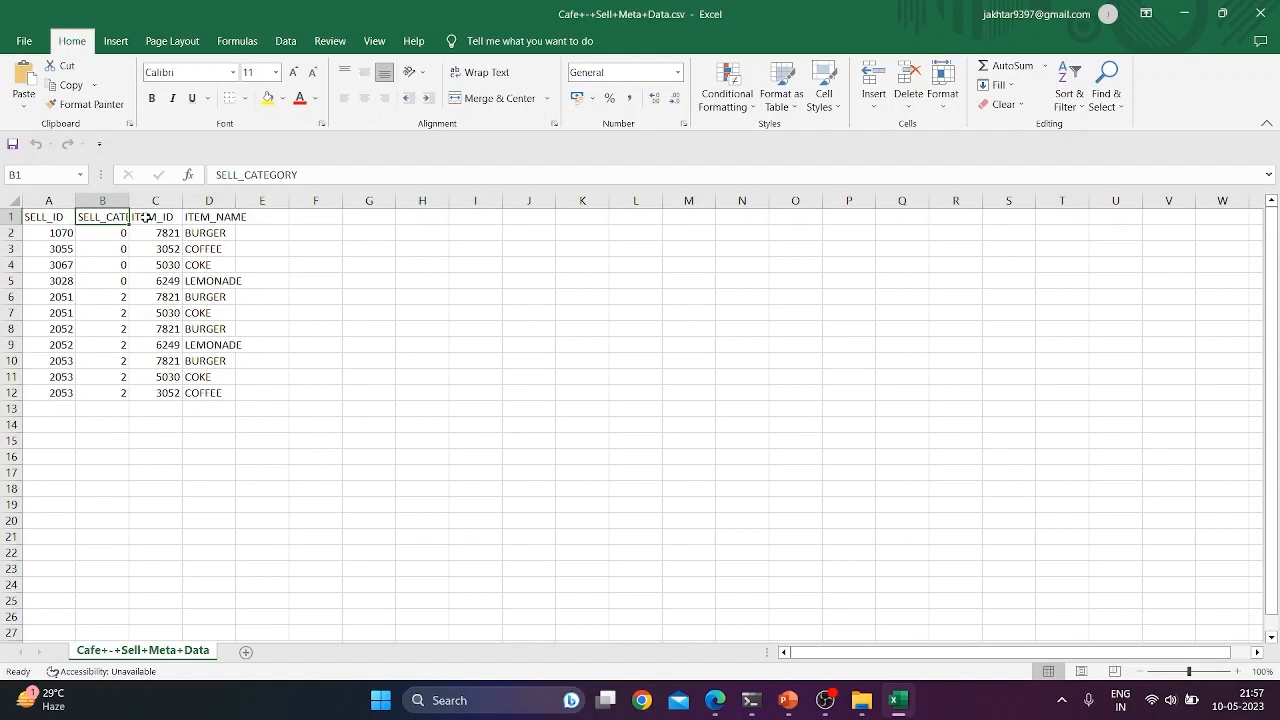 Cafe+-+Sell+Meta+Data.csv - Excel
jakhtar9397@gmail.com J
File Home Insert Page Layout Formulas Data Review View Help Tell me what you want to do
Paste
Cut
Copy
Format Painter
Clipboard
Calibri 11
B I U
Font
Wrap Text
Merge & Center
Alignment
General
Number
Conditional Formatting
Format as Table
Cell Styles
Styles
Insert Delete Format
Cells
AutoSum
Fill
Clear
Sort & Filter
Find & Select
Editing
B1 fx SELL_CATEGORY
A B C D E F G H I J K L M N O P Q R S T U V W
1 SELL_ID SELL_CATE ITEM_ID ITEM_NAME
2 1070 0 7821 BURGER
3 3055 0 3052 COFFEE
4 3067 0 5030 COKE
5 3028 0 6249 LEMONADE
6 2051 2 7821 BURGER
7 2051 2 5030 COKE
8 2052 2 7821 BURGER
9 2052 2 6249 LEMONADE
10 2053 2 7821 BURGER
11 2053 2 5030 COKE
12 2053 2 3052 COFFEE
13
14
15
16
17
18
19
20
21
22
23
24
25
26
27
Cafe+-+Sell+Meta+Data
Ready Accessibility: Unavailable 100%
1 29°C
Haze
Search
ENG
IN
21:57
10-05-2023